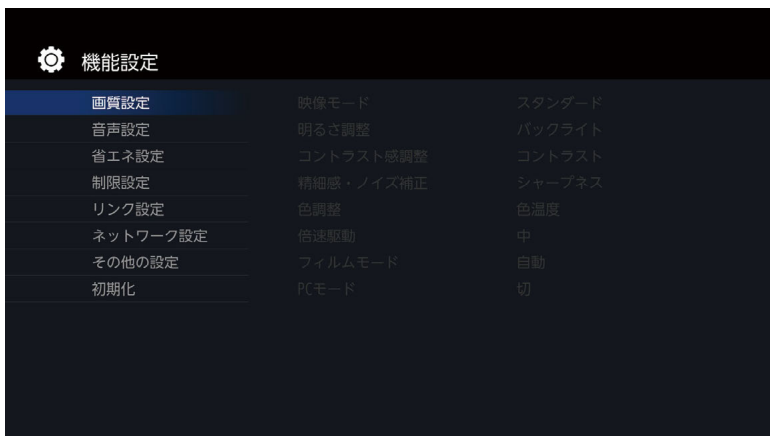 機能設定
画質設定 映像モード スタンダード
音声設定 明るさ調整 バックライト
省エネ設定 コントラスト感調整 コントラスト
制限設定 精細感・ノイズ補正 シャープネス
リンク設定 色調整 色温度
ネットワーク設定 倍速駆動 中
その他の設定 フィルムモード 自動
初期化 PCモード 切